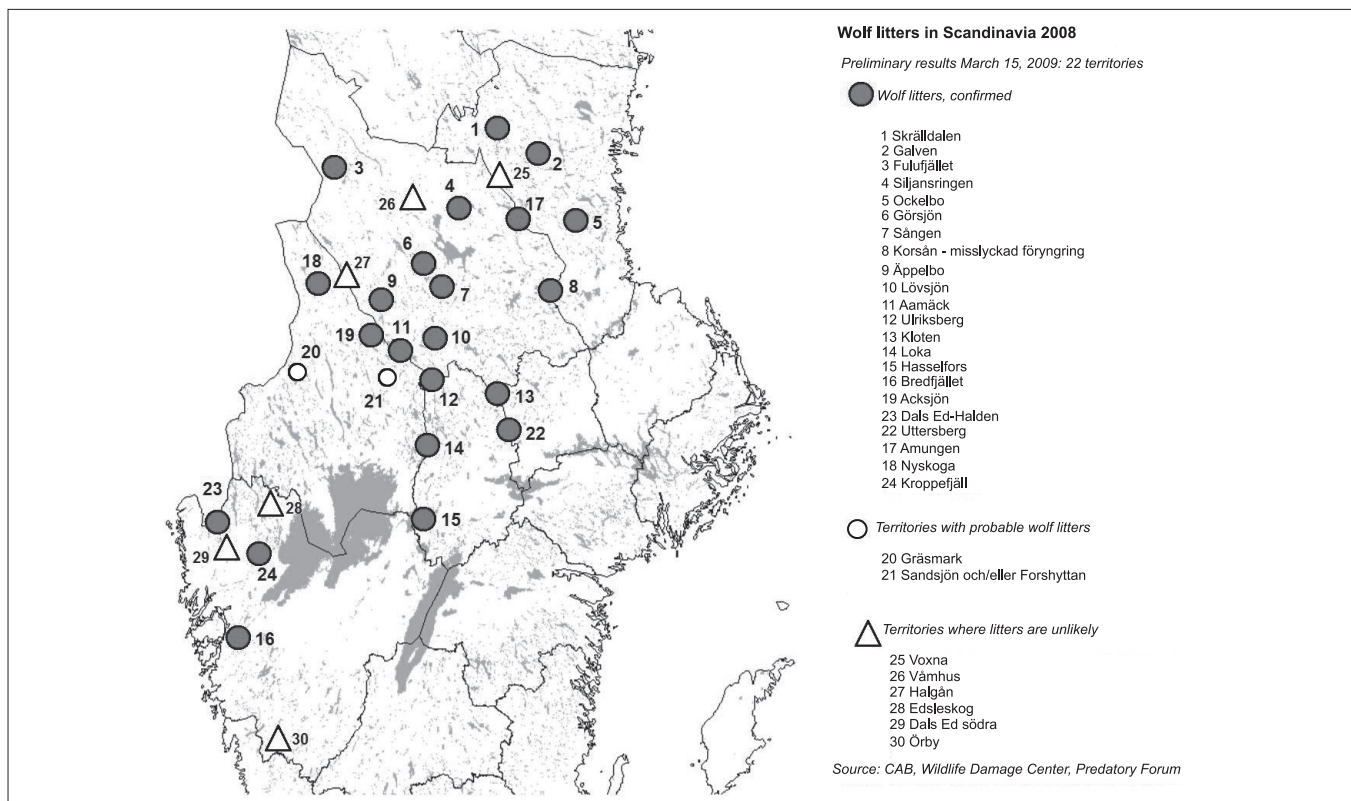 Wolf litters in Scandinavia 2008
Preliminary results March 15, 2009: 22 territories
Wolf litters, confirmed
1 Skrälldalen
2 Galven
3 Fulufjället
4 Siljansringen
5 Ockelbo
6 Görsjön
7 Sången
8 Korsån - misslyckad föryngring
9 Äppelbo
10 Lövsjön
11 Aamäck
12 Ulriksberg
13 Kloten
14 Loka
15 Hasselfors
16 Bredfjället
19 Acksjön
23 Dals Ed-Halden
22 Uttersberg
17 Amungen
18 Nyskoga
24 Kroppefjäll
Territories with probable wolf litters
20 Gräsmark
21 Sandsjön och/eller Forshyttan
Territories where litters are unlikely
25 Voxna
26 Våmhus
27 Halgån
28 Edsleskog
29 Dals Ed södra
30 Örby
Source: CAB, Wildlife Damage Center, Predatory Forum
1
2
3
25
4
26
17
5
6
27
18
7
8
9
19
11
10
20
21
12
13
22
14
23
28
15
29
24
16
30